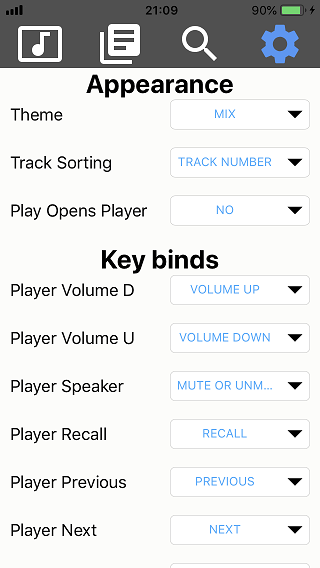 21:09
90%
Appearance
Theme
MIX
Track Sorting
TRACK NUMBER
Play Opens Player
NO
Key binds
Player Volume D
VOLUME UP
Player Volume U
VOLUME DOWN
Player Speaker
MUTE OR UNM...
Player Recall
RECALL
Player Previous
PREVIOUS
Player Next
NEXT